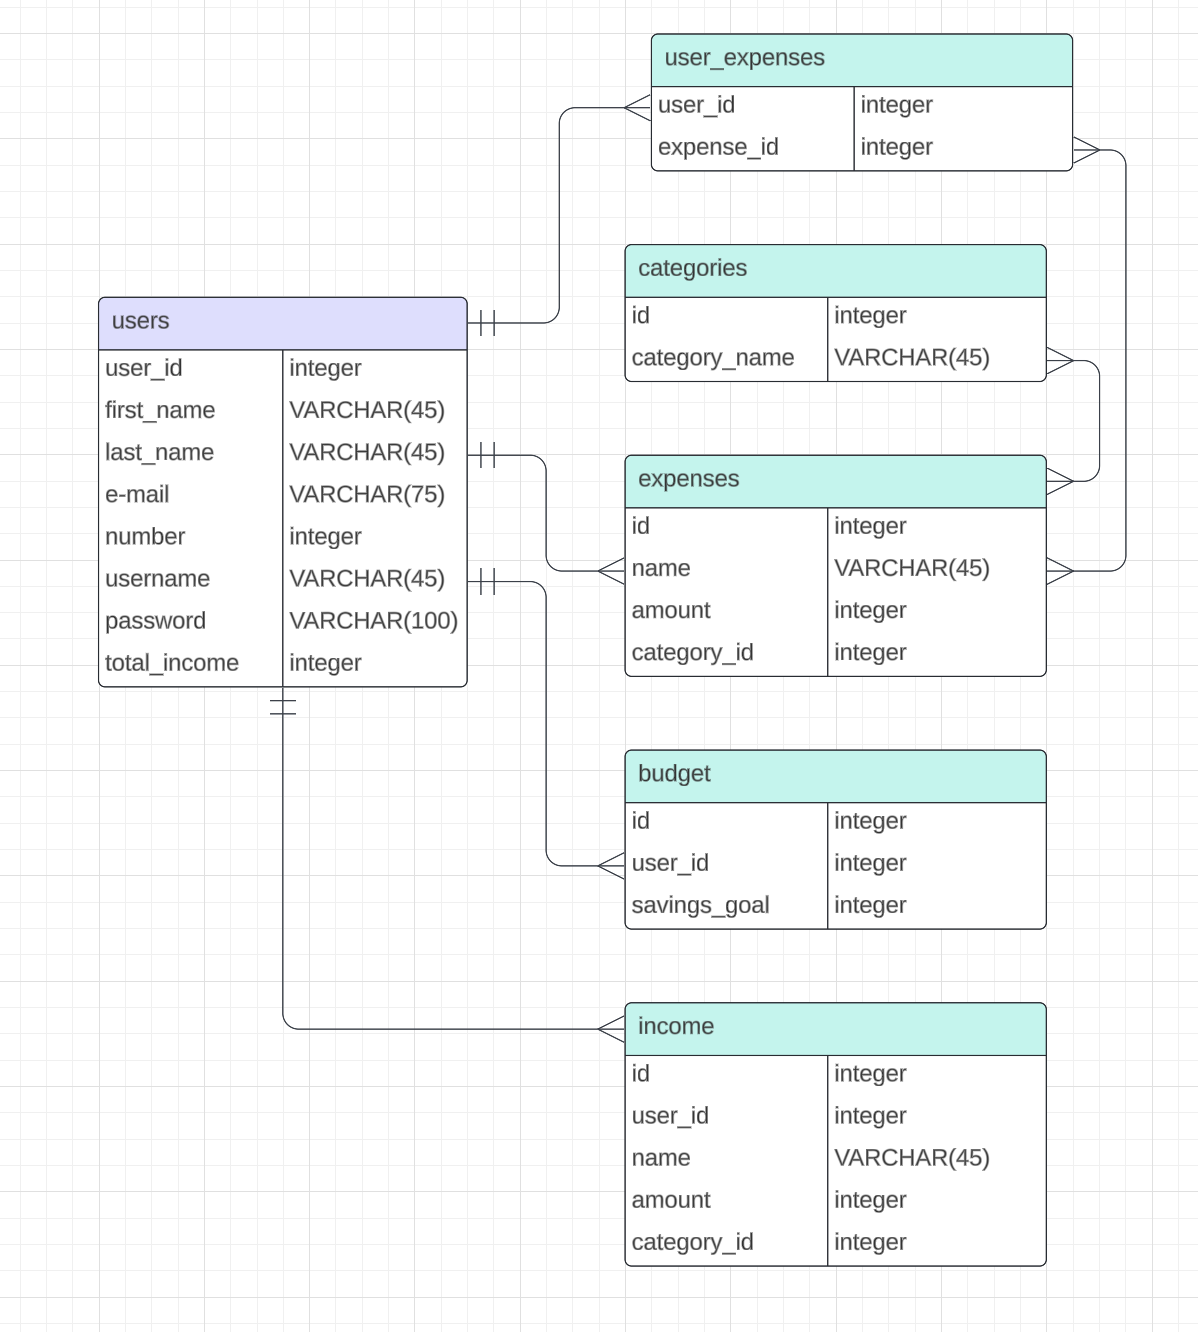 user_expenses
user_id integer
expense_id integer
categories
id integer
category_name VARCHAR(45)
users
user_id integer
first_name VARCHAR(45)
last_name VARCHAR(45)
e-mail VARCHAR(75)
number integer
username VARCHAR(45)
password VARCHAR(100)
total_income integer
expenses
id integer
name VARCHAR(45)
amount integer
category_id integer
budget
id integer
user_id integer
savings_goal integer
income
id integer
user_id integer
name VARCHAR(45)
amount integer
category_id integer